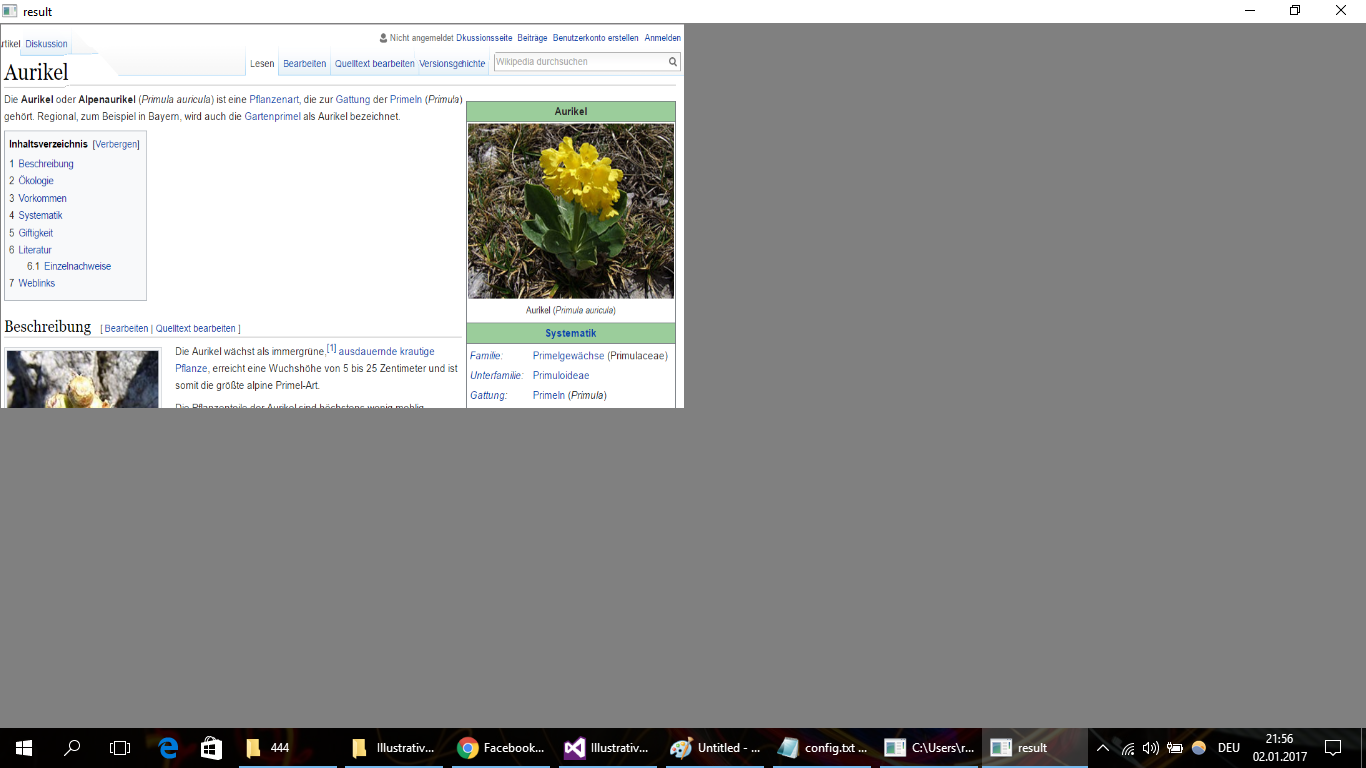 result
rtikel Diskussion
Nicht angemeldet Dkussionsseite Beiträge Benutzerkonto erstellen Anmelden
Lesen Bearbeiten Quelltext bearbeiten Versionsgehichte Wikipedia durchsuchen
Aurikel
Die Aurikel oder Alpenaurikel (Primula auricula) ist eine Pflanzenart, die zur Gattung der Primeln (Primula)
gehört. Regional, zum Beispiel in Bayern, wird auch die Gartenprimel als Aurikel bezeichnet.
Inhaltsverzeichnis [Verbergen]
1 Beschreibung
2 Ökologie
3 Vorkommen
4 Systematik
5 Giftigkeit
6 Literatur
6.1 Einzelnachweise
7 Weblinks
Beschreibung [ Bearbeiten | Quelltext bearbeiten ]
Die Aurikel wächst als immergrüne,[1] ausdauernde krautige
Pflanze, erreicht eine Wuchshöhe von 5 bis 25 Zentimeter und ist
somit die größte alpine Primel-Art.
Die Pflanzenteile der Aurikel sind höchstens wenig mehlig
Aurikel
Aurikel (Primula auricula)
Systematik
Familie: Primelgewächse (Primulaceae)
Unterfamilie: Primuloideae
Gattung: Primeln (Primula)
444 Illustrativ... Facebook... Illustrativ... Untitled - ... config.txt ... C:\Users\r... result DEU 21:56
02.01.2017